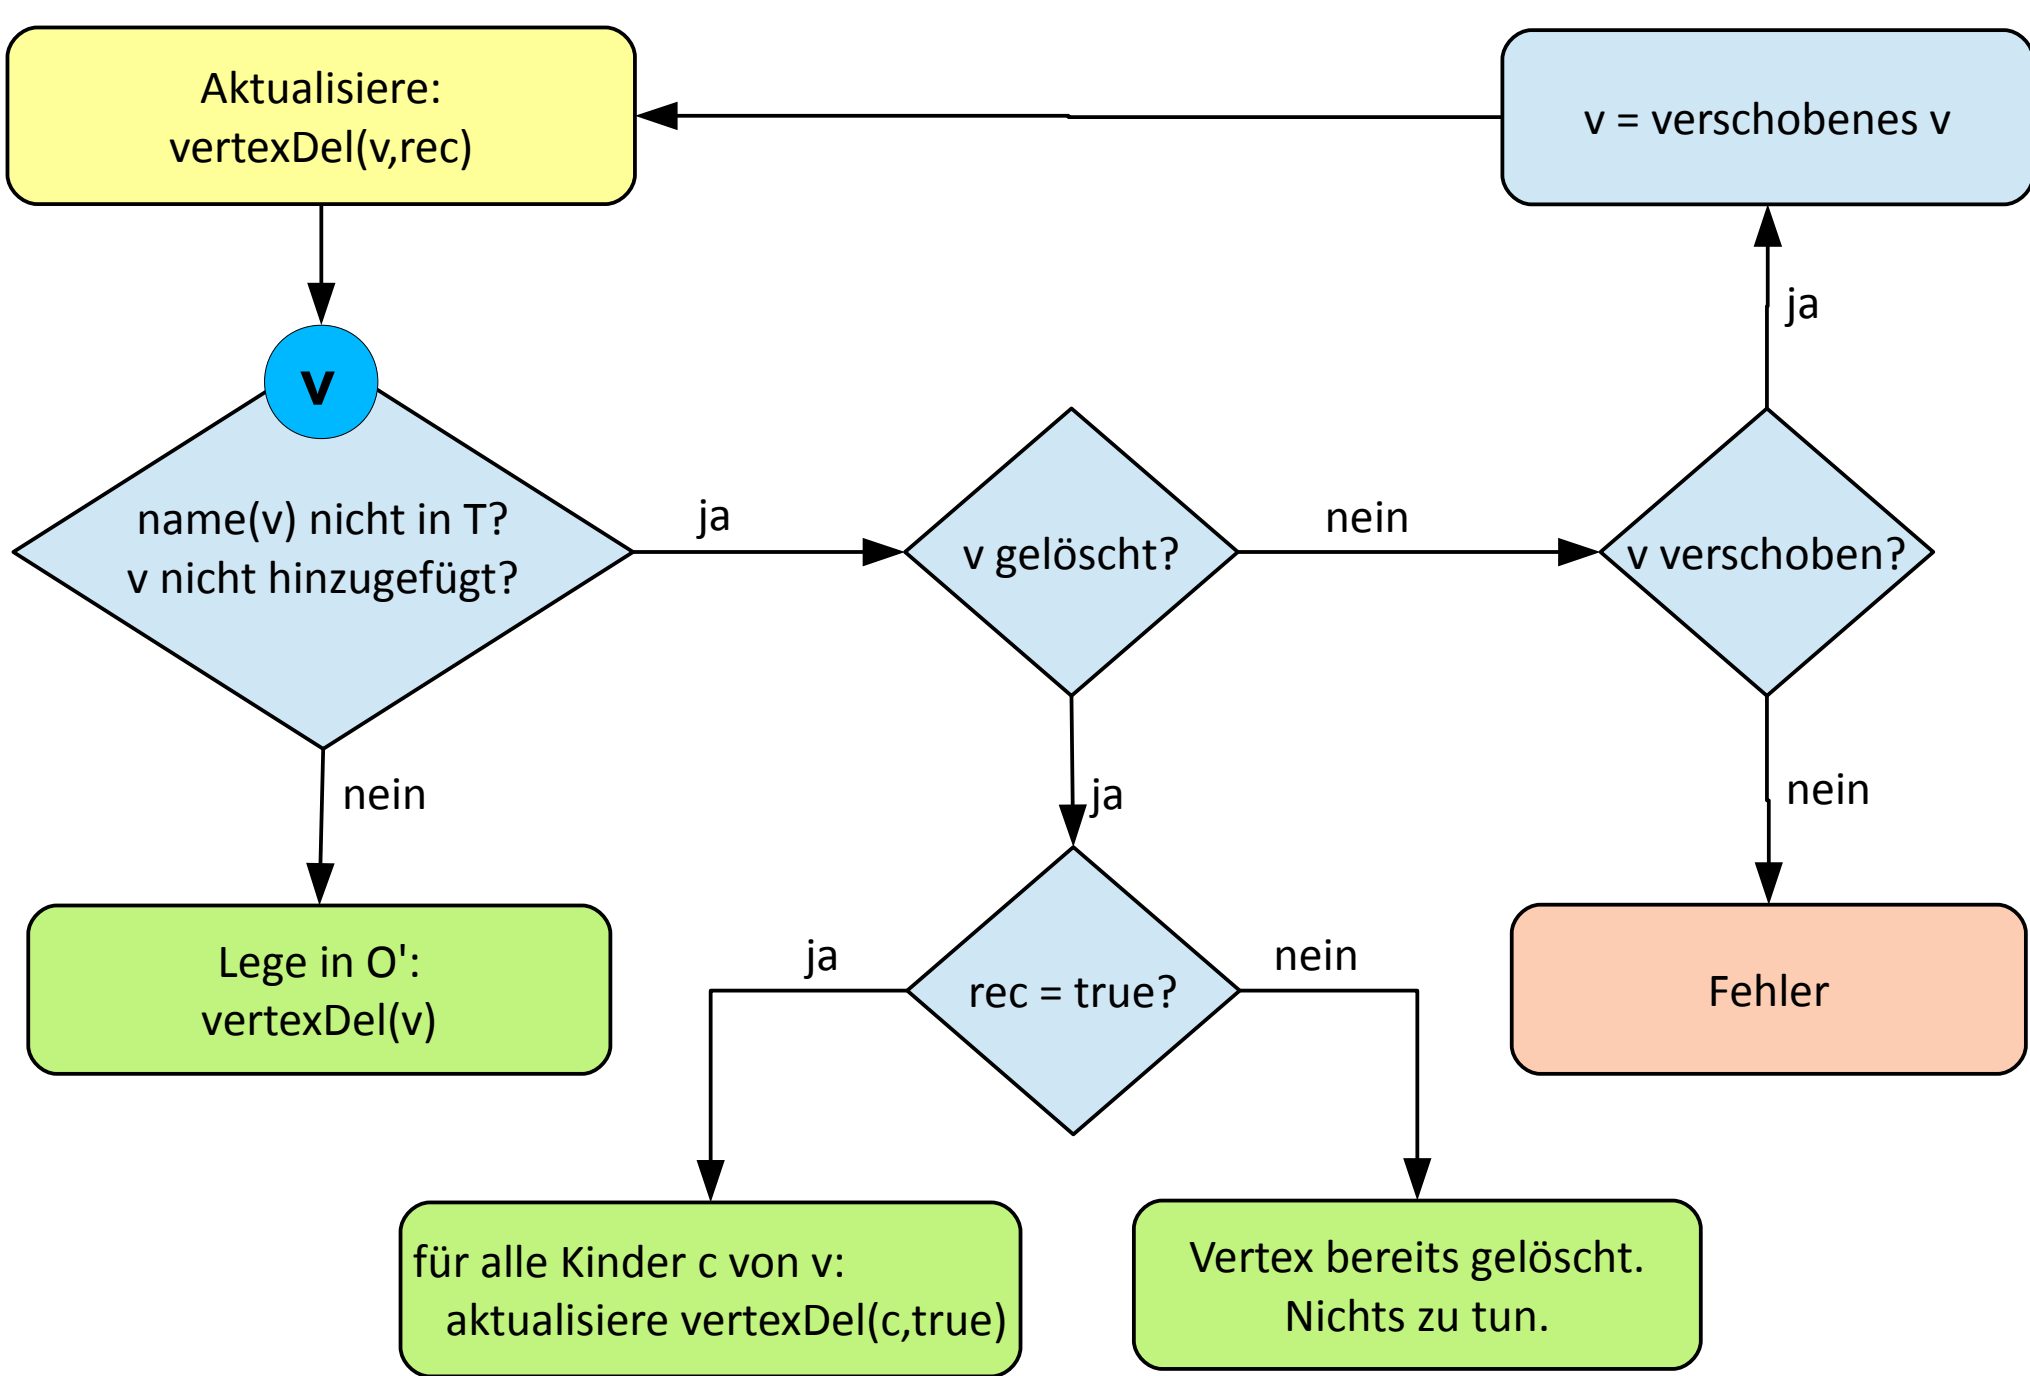 Aktualisiere:
vertexDel(v,rec)
v = verschobenes v
ja
v
name(v) nicht in T?
v nicht hinzugefügt?
ja
v gelöscht?
nein
v verschoben?
nein
ja
nein
Lege in O':
vertexDel(v)
ja
rec = true?
nein
Fehler
für alle Kinder c von v:
aktualisiere vertexDel(c,true)
Vertex bereits gelöscht.
Nichts zu tun.